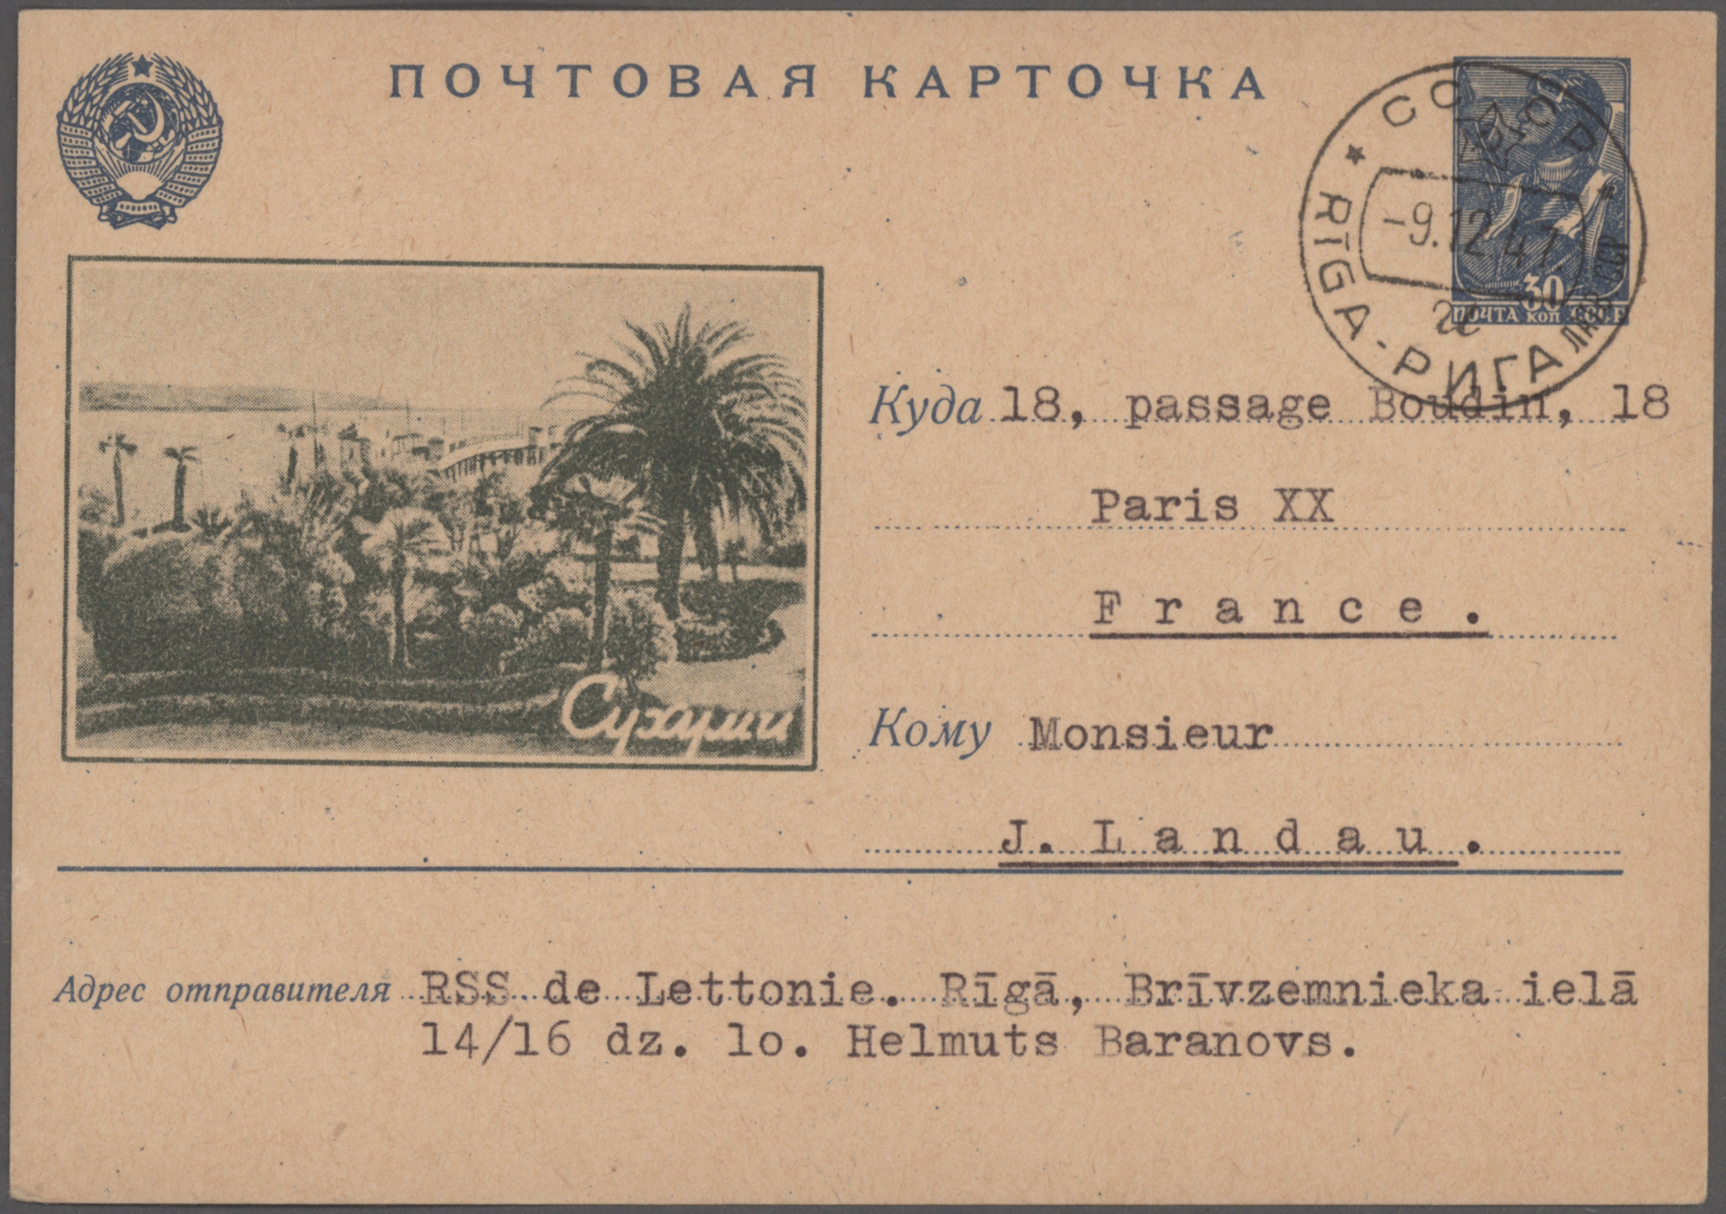 ПОЧТОВАЯ КАРТОЧКА
СССР
-9.12.47
RĪGA-РИГА
30
ПОЧТА коп СССР
Сухуми
Куда 18, passage Boudin, 18
Paris XX
France.
Кому Monsieur
J. Landau.
Адрес отправителя RSS de Lettonie. Rīgā, Brīvzemnieka ielā
14/16 dz. lo. Helmuts Baranovs.